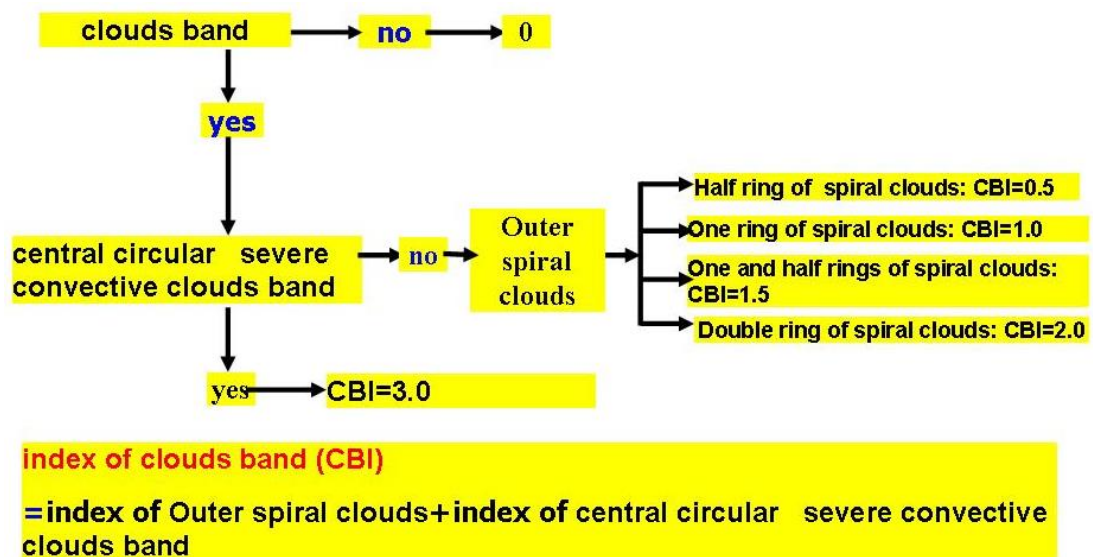 clouds band
no
0
yes
central circular severe
convective clouds band
no
Outer
spiral
clouds
Half ring of spiral clouds: CBI=0.5
One ring of spiral clouds: CBI=1.0
One and half rings of spiral clouds:
CBI=1.5
Double ring of spiral clouds: CBI=2.0
yes
CBI=3.0
index of clouds band (CBI)
=index of Outer spiral clouds+index of central circular severe convective
clouds band